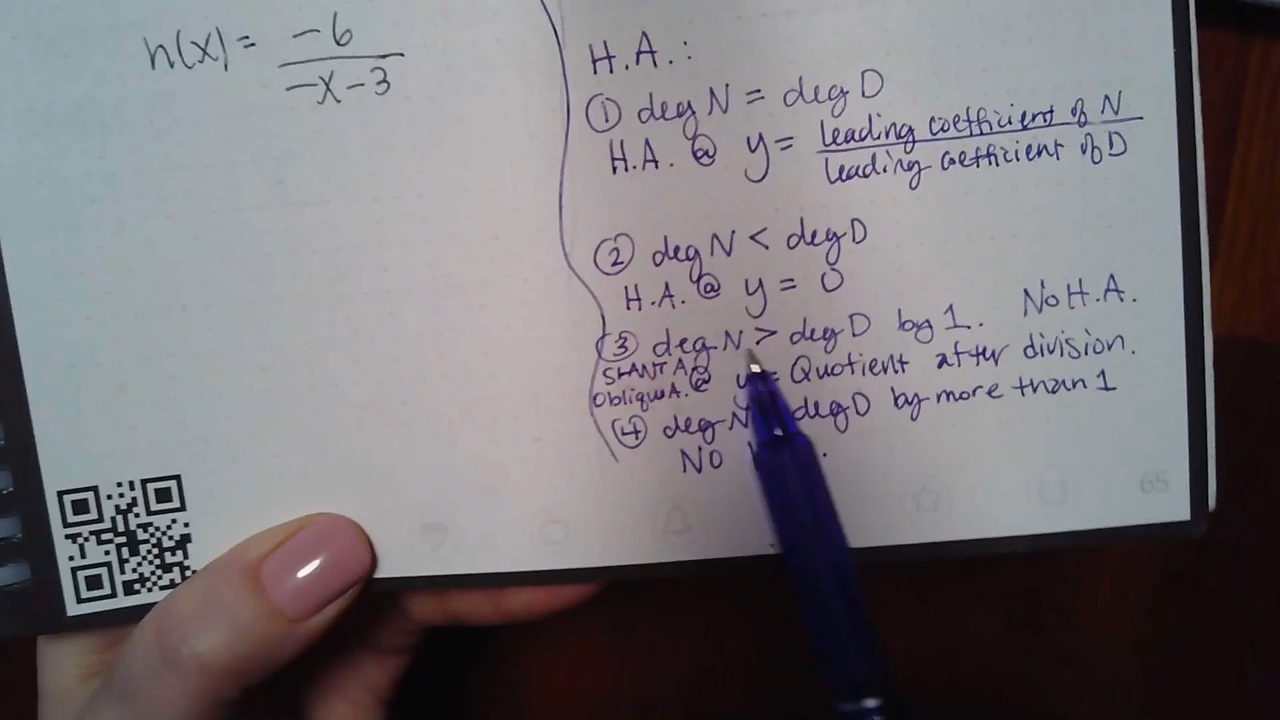 h(x) = -6
-x-3
H.A.:
① deg N = deg D
H.A. @ y = leading coefficient of N
leading coefficient of D
② deg N < deg D
H.A. @ y = 0
③ deg N > deg D by 1. No H.A.
SLANT A. @ y = Quotient after division.
Oblique A.
④ deg N deg D by more than 1
No
65